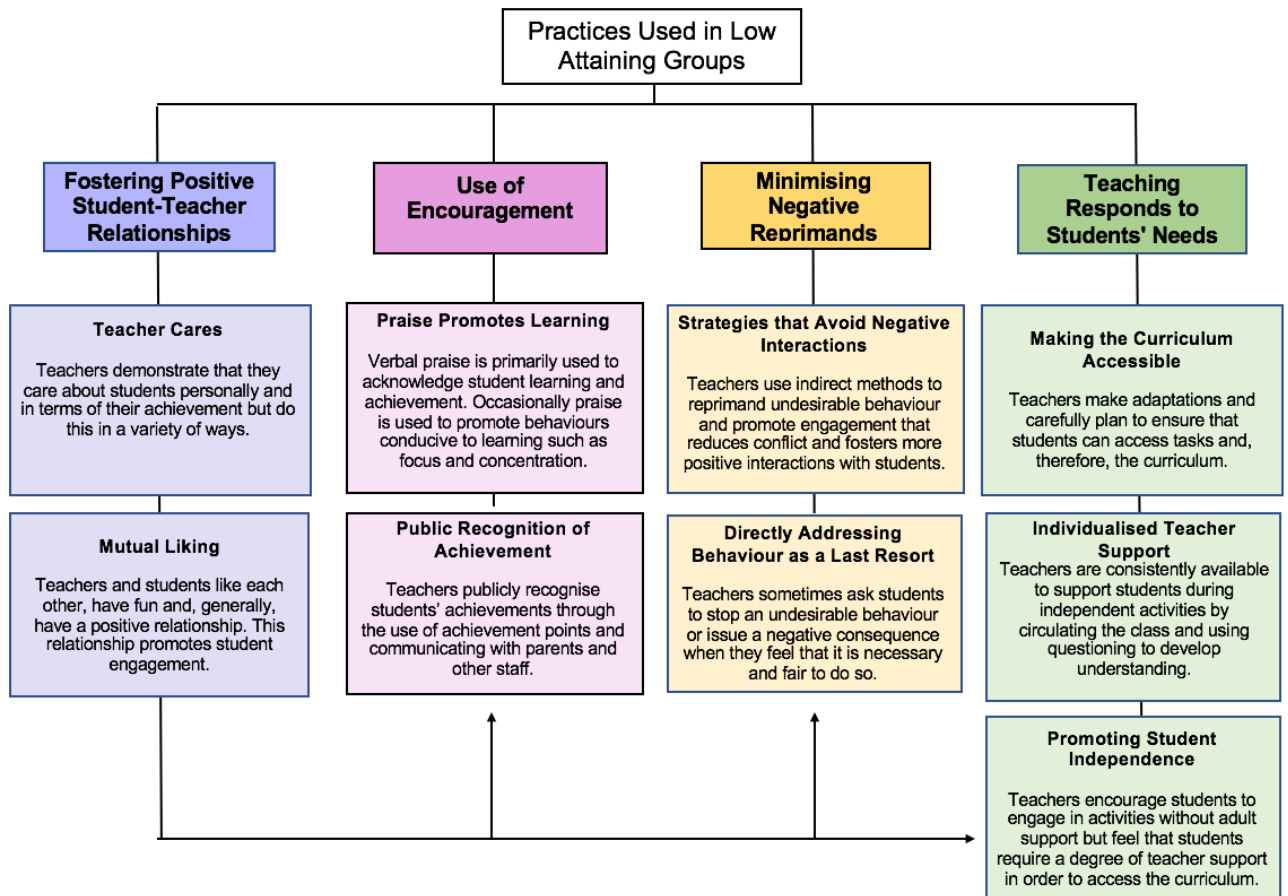 Practices Used in Low
Attaining Groups
Fostering Positive
Student-Teacher
Relationships
Use of
Encouragement
Minimising
Negative
Reprimands
Teaching
Responds to
Students' Needs
Teacher Cares
Teachers demonstrate that they
care about students personally and
in terms of their achievement but do
this in a variety of ways.
Mutual Liking
Teachers and students like each
other, have fun and, generally,
have a positive relationship. This
relationship promotes student
engagement.
Praise Promotes Learning
Verbal praise is primarily used to
acknowledge student learning and
achievement. Occasionally praise
is used to promote behaviours
conducive to learning such as
focus and concentration.
Public Recognition of
Achievement
Teachers publicly recognise
students’ achievements through
the use of achievement points and
communicating with parents and
other staff.
Strategies that Avoid Negative
Interactions
Teachers use indirect methods to
reprimand undesirable behaviour
and promote engagement that
reduces conflict and fosters more
positive interactions with students.
Directly Addressing
Behaviour as a Last Resort
Teachers sometimes ask students
to stop an undesirable behaviour
or issue a negative consequence
when they feel that it is necessary
and fair to do so.
Making the Curriculum
Accessible
Teachers make adaptations and
carefully plan to ensure that
students can access tasks and,
therefore, the curriculum.
Individualised Teacher
Support
Teachers are consistently available
to support students during
independent activities by
circulating the class and using
questioning to develop
understanding.
Promoting Student
Independence
Teachers encourage students to
engage in activities without adult
support but feel that students
require a degree of teacher support
in order to access the curriculum.